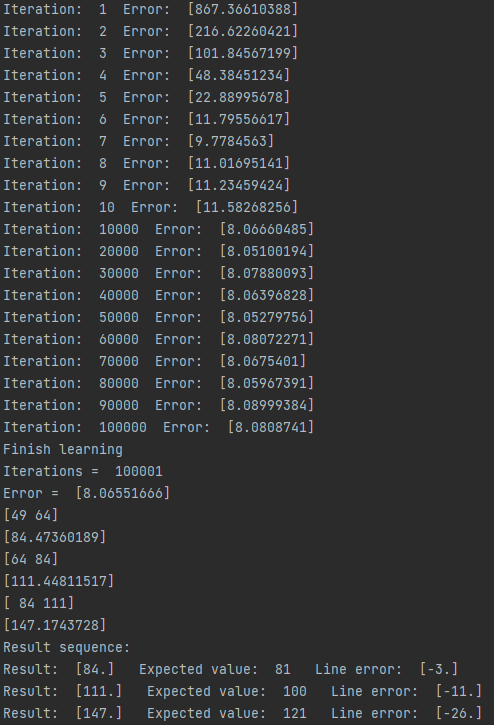 Iteration:  1  Error:  [867.36610388]
Iteration:  2  Error:  [216.62260421]
Iteration:  3  Error:  [101.84567199]
Iteration:  4  Error:  [48.38451234]
Iteration:  5  Error:  [22.88995678]
Iteration:  6  Error:  [11.79556617]
Iteration:  7  Error:  [9.7784563]
Iteration:  8  Error:  [11.01695141]
Iteration:  9  Error:  [11.23459424]
Iteration:  10  Error:  [11.58268256]
Iteration:  10000  Error:  [8.06660485]
Iteration:  20000  Error:  [8.05100194]
Iteration:  30000  Error:  [8.07880093]
Iteration:  40000  Error:  [8.06396828]
Iteration:  50000  Error:  [8.05279756]
Iteration:  60000  Error:  [8.08072271]
Iteration:  70000  Error:  [8.0675401]
Iteration:  80000  Error:  [8.05967391]
Iteration:  90000  Error:  [8.08999384]
Iteration:  100000  Error:  [8.0808741]
Finish learning
Iterations =  100001
Error =  [8.06551666]
[49 64]
[84.47360189]
[64 84]
[111.44811517]
[ 84 111]
[147.1743728]
Result sequence:
Result:  [84.]   Expected value:  81   Line error:  [-3.]
Result:  [111.]   Expected value:  100   Line error:  [-11.]
Result:  [147.]   Expected value:  121   Line error:  [-26.]